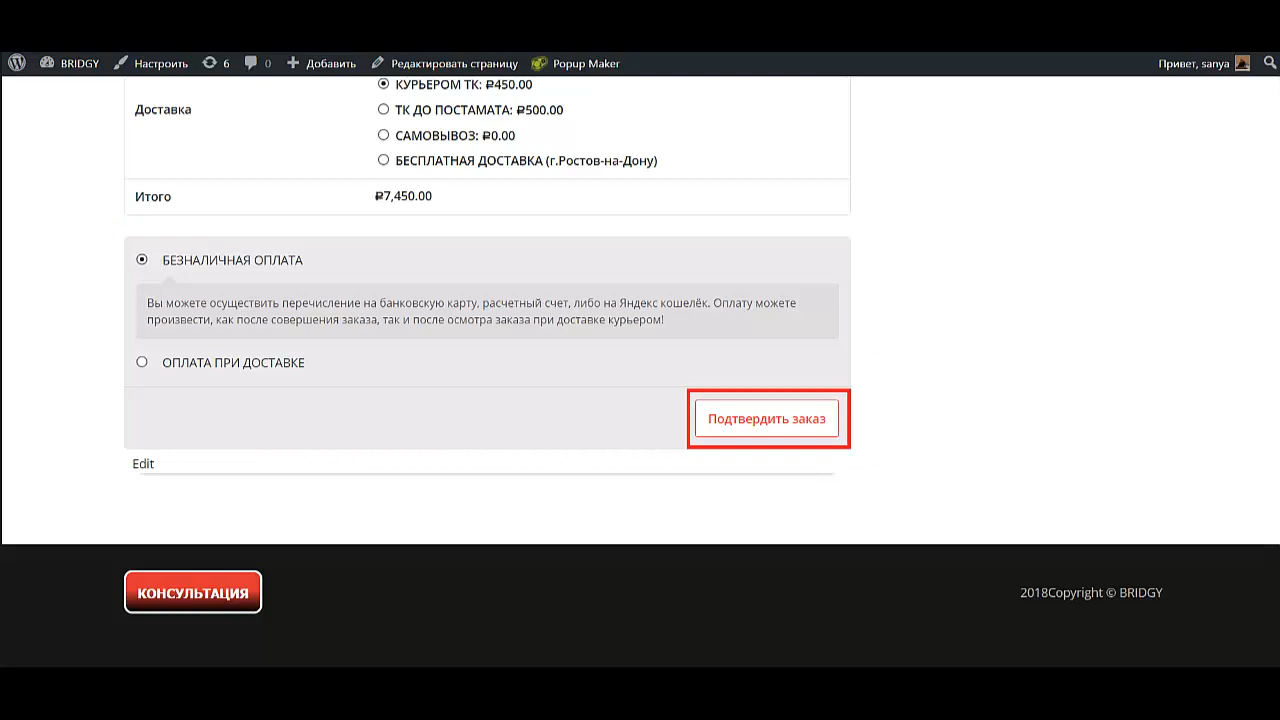 BRIDGY Настроить 6 0 Добавить Редактировать страницу Popup Maker Привет, sanya
КУРЬЕРОМ ТК: ₽450.00
Доставка
ТК ДО ПОСТАМАТА: ₽500.00
САМОВЫВОЗ: ₽0.00
БЕСПЛАТНАЯ ДОСТАВКА (г.Ростов-на-Дону)
Итого ₽7,450.00
БЕЗНАЛИЧНАЯ ОПЛАТА
Вы можете осуществить перечисление на банковскую карту, расчетный счет, либо на Яндекс кошелёк. Оплату можете
произвести, как после совершения заказа, так и после осмотра заказа при доставке курьером!
ОПЛАТА ПРИ ДОСТАВКЕ
Подтвердить заказ
Edit
КОНСУЛЬТАЦИЯ
2018Copyright © BRIDGY